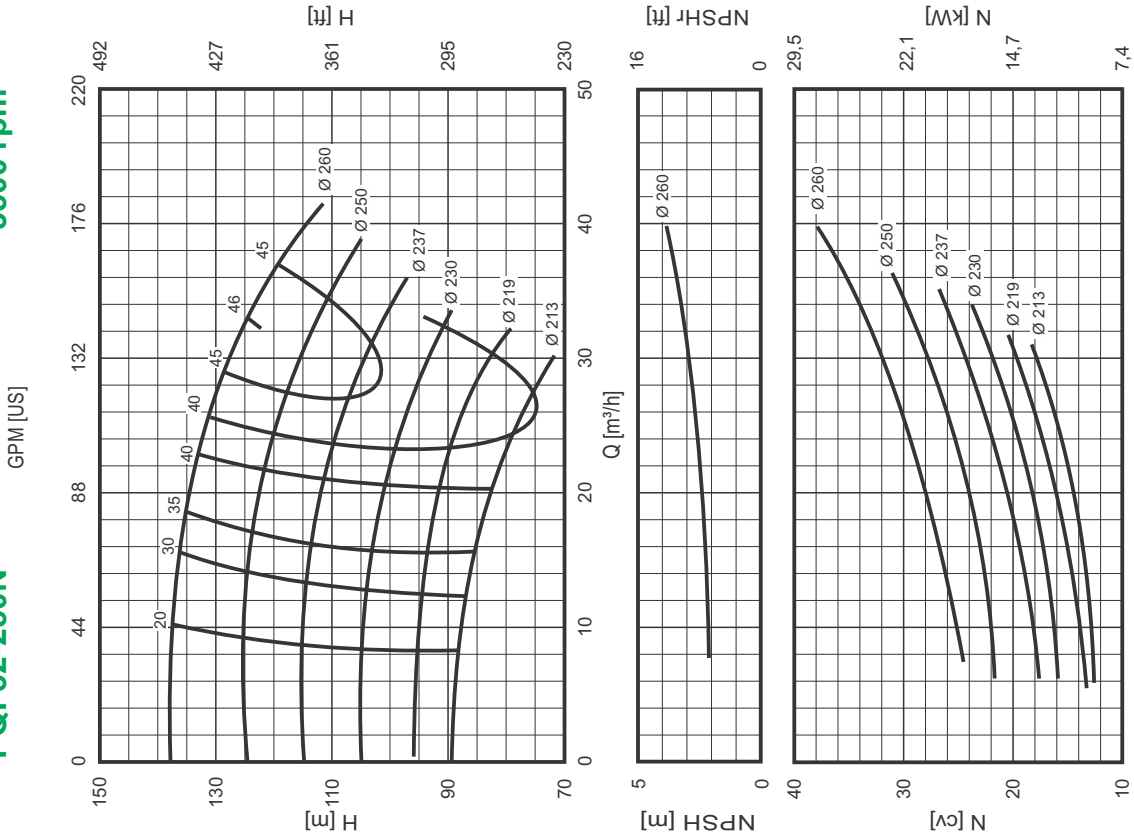 GPM [US]
0 44 88 132 176 220
H [m]
150
130
110
90
70
H [ft]
492
427
361
295
230
20
30
35
40
40
45
46
45
Ø 260
Ø 250
Ø 237
Ø 230
Ø 219
Ø 213
0 10 20 30 40 50
Q [m³/h]
NPSH [m]
5
0
NPSHr [ft]
16
0
Ø 260
N [cv]
40
30
20
10
N [kW]
29,5
22,1
14,7
7,4
Ø 260
Ø 250
Ø 237
Ø 230
Ø 219
Ø 213